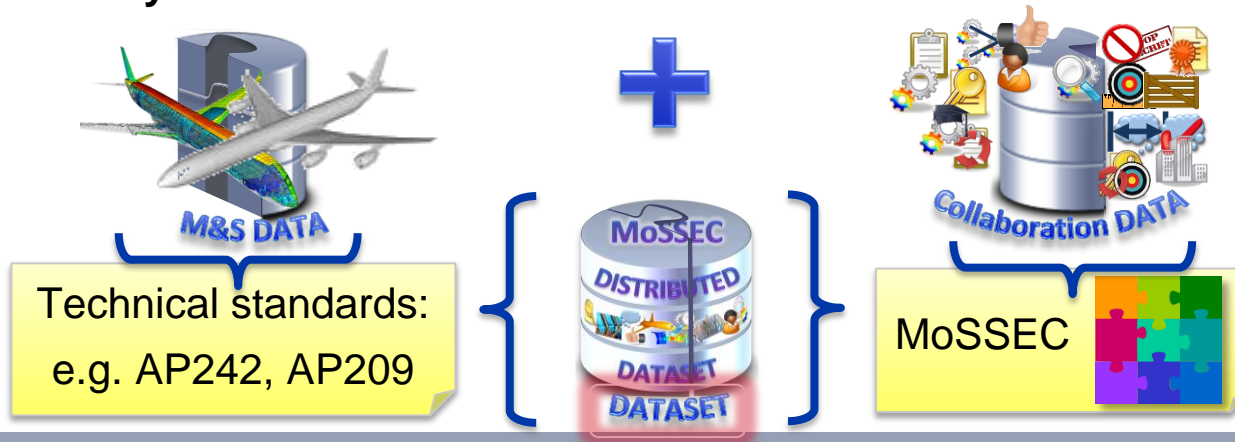 M&S DATA
Collaboration DATA
MoSSEC
DISTRIBUTED
DATASET
DATASET
Technical standards:
e.g. AP242, AP209
MoSSEC